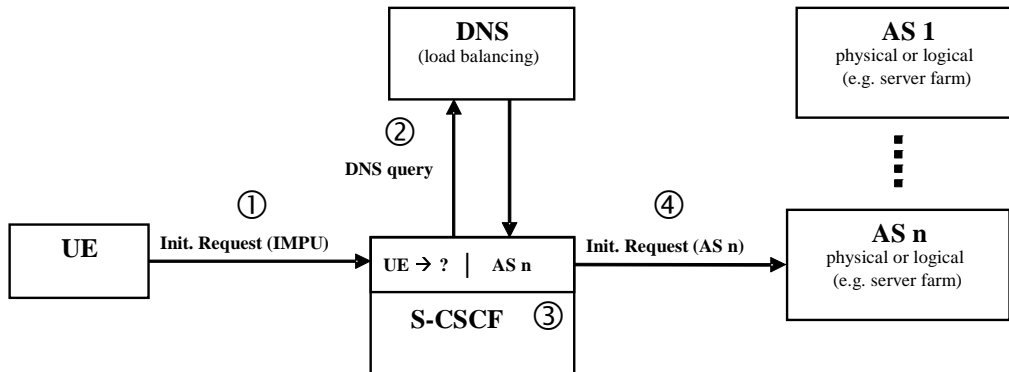 DNS
(load balancing)
AS 1
physical or logical
(e.g. server farm)
②
DNS query
①
Init. Request (IMPU)
④
Init. Request (AS n)
UE
UE → ? | AS n
S-CSCF ③
AS n
physical or logical
(e.g. server farm)